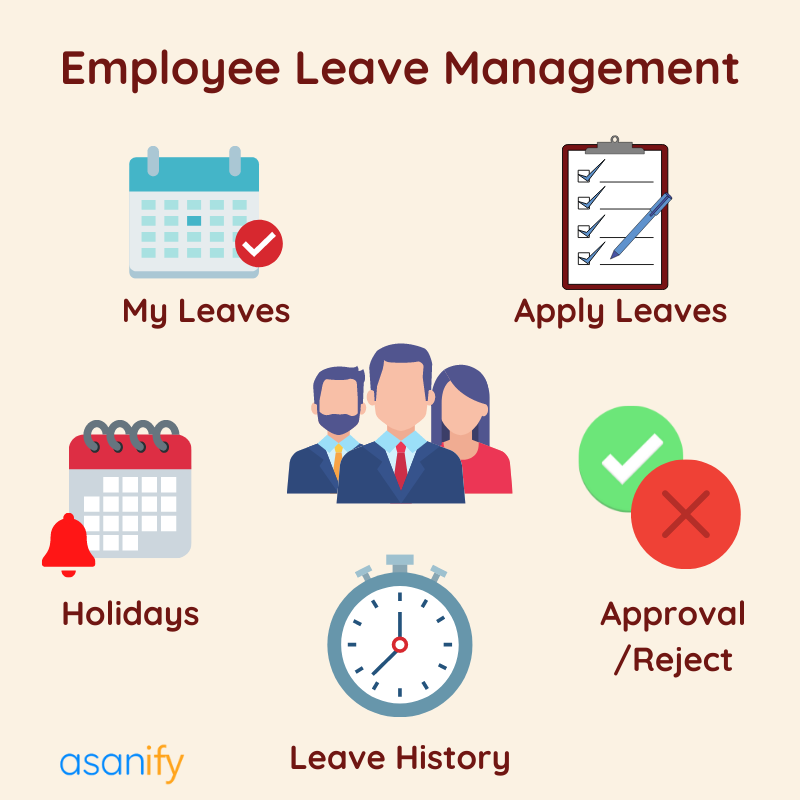 Employee Leave Management
My Leaves
Apply Leaves
Holidays
Approval
/Reject
Leave History
asanify